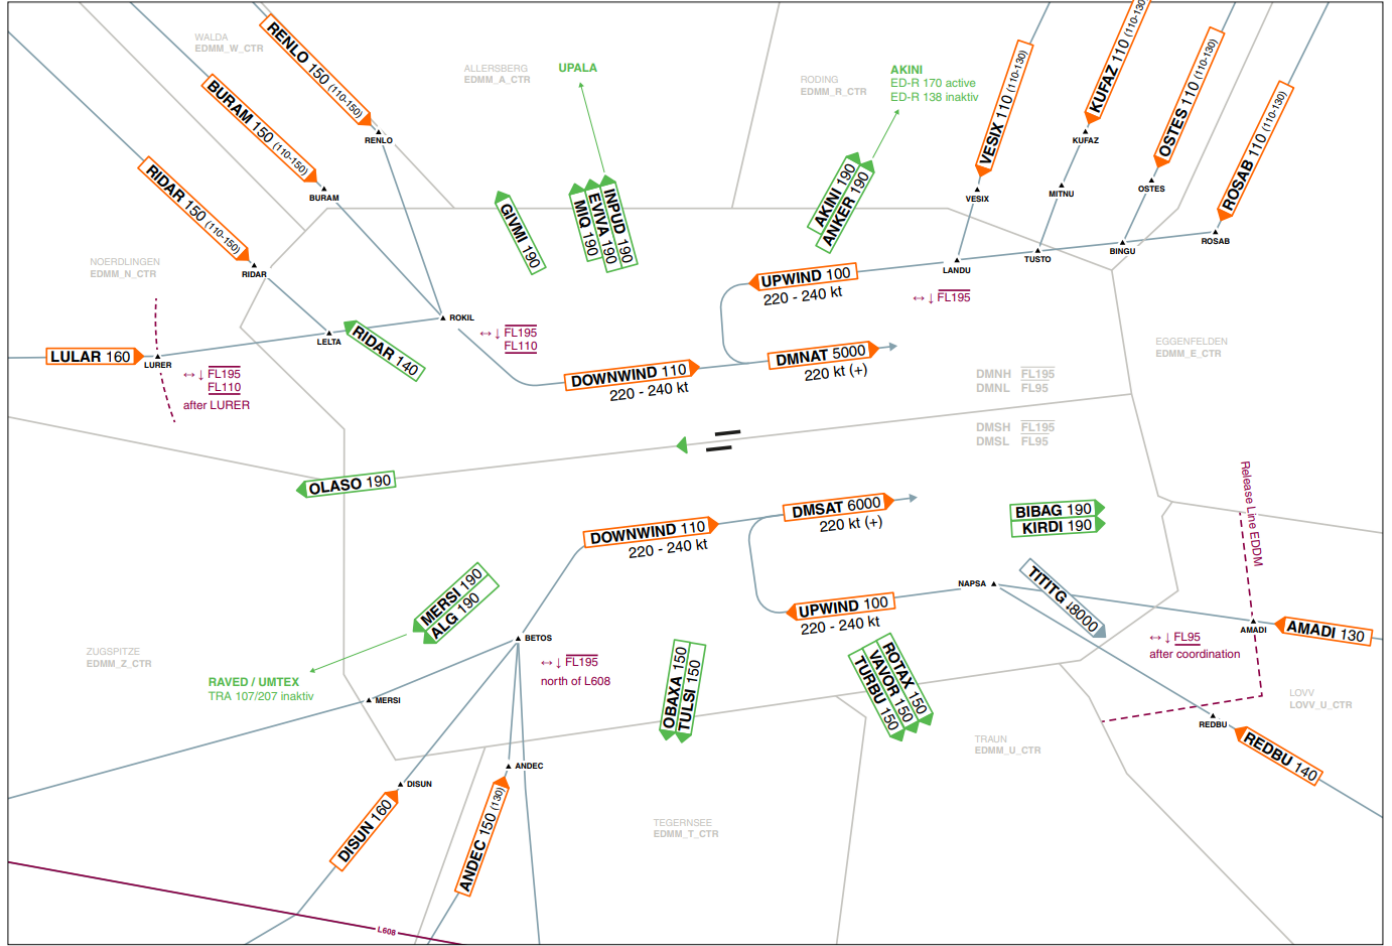 WALDA
EDMM_W_CTR
RENLO 150 (110-150)
RENLO
BURAM 150 (110-150)
BURAM
RIDAR 150 (110-150)
RIDAR
ALLERSBERG
EDMM_A_CTR
UPALA
RODING
EDMM_R_CTR
AKINI
ED-R 170 active
ED-R 138 inaktiv
VESIX 110 (110-130)
VESIX
KUFAZ 110 (110-130)
KUFAZ
MITNU
OSTES 110 (110-130)
OSTES
ROSAB 110 (110-130)
ROSAB
GIVMI 190
MIQ 190
EVIVA 190
INPUD 190
AKINI 190
ANKER 190
NOERDLINGEN
EDMM_N_CTR
LANDU
TUSTO
BINGU
UPWIND 100
220 - 240 kt
↔ ↓ FL195
LULAR 160
LURER
LELTA
RIDAR 140
ROKIL
↔ ↓ FL195
FL110
↔ ↓ FL195
FL110
after LURER
DOWNWIND 110
220 - 240 kt
DMNAT 5000
220 kt (+)
EGGENFELDEN
EDMM_E_CTR
DMNH FL195
DMNL FL95
DMSH FL195
DMSL FL95
OLASO 190
DOWNWIND 110
220 - 240 kt
DMSAT 6000
220 kt (+)
BIBAG 190
KIRDI 190
Release Line EDDM
MERSI 190
ALG 190
NAPSA
TITITG ↓8000
UPWIND 100
220 - 240 kt
AMADI
AMADI 130
↔ ↓ FL95
after coordination
ZUGSPITZE
EDMM_Z_CTR
RAVED / UMTEX
TRA 107/207 inaktiv
BETOS
↔ ↓ FL195
north of L608
MERSI
OBAXA 150
TULSI 150
TURBU 150
VAVOR 150
ROTAX 150
LOVV
LOVV_U_CTR
REDBU
REDBU 140
TRAUN
EDMM_U_CTR
DISUN
DISUN 160
ANDEC
ANDEC 150 (130)
TEGERNSEE
EDMM_T_CTR
L608